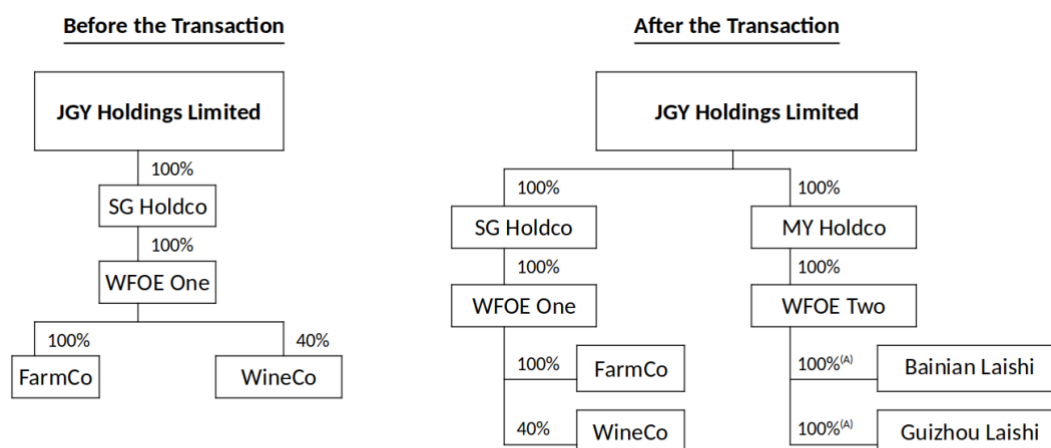 Before the Transaction
JGY Holdings Limited
100%
SG Holdco
100%
WFOE One
100%
40%
FarmCo
WineCo
After the Transaction
JGY Holdings Limited
100%
100%
SG Holdco
MY Holdco
100%
100%
WFOE One
WFOE Two
100%
FarmCo
100%(A)
Bainian Laishi
40%
WineCo
100%(A)
Guizhou Laishi